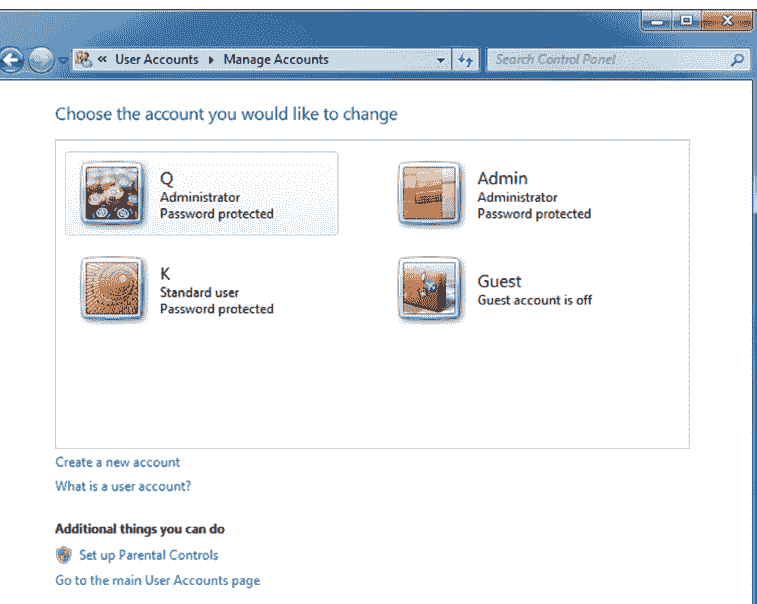 « User Accounts ▸ Manage Accounts
Search Control Panel
Choose the account you would like to change
Q
Administrator
Password protected
Admin
Administrator
Password protected
K
Standard user
Password protected
Guest
Guest account is off
Create a new account
What is a user account?
Additional things you can do
Set up Parental Controls
Go to the main User Accounts page